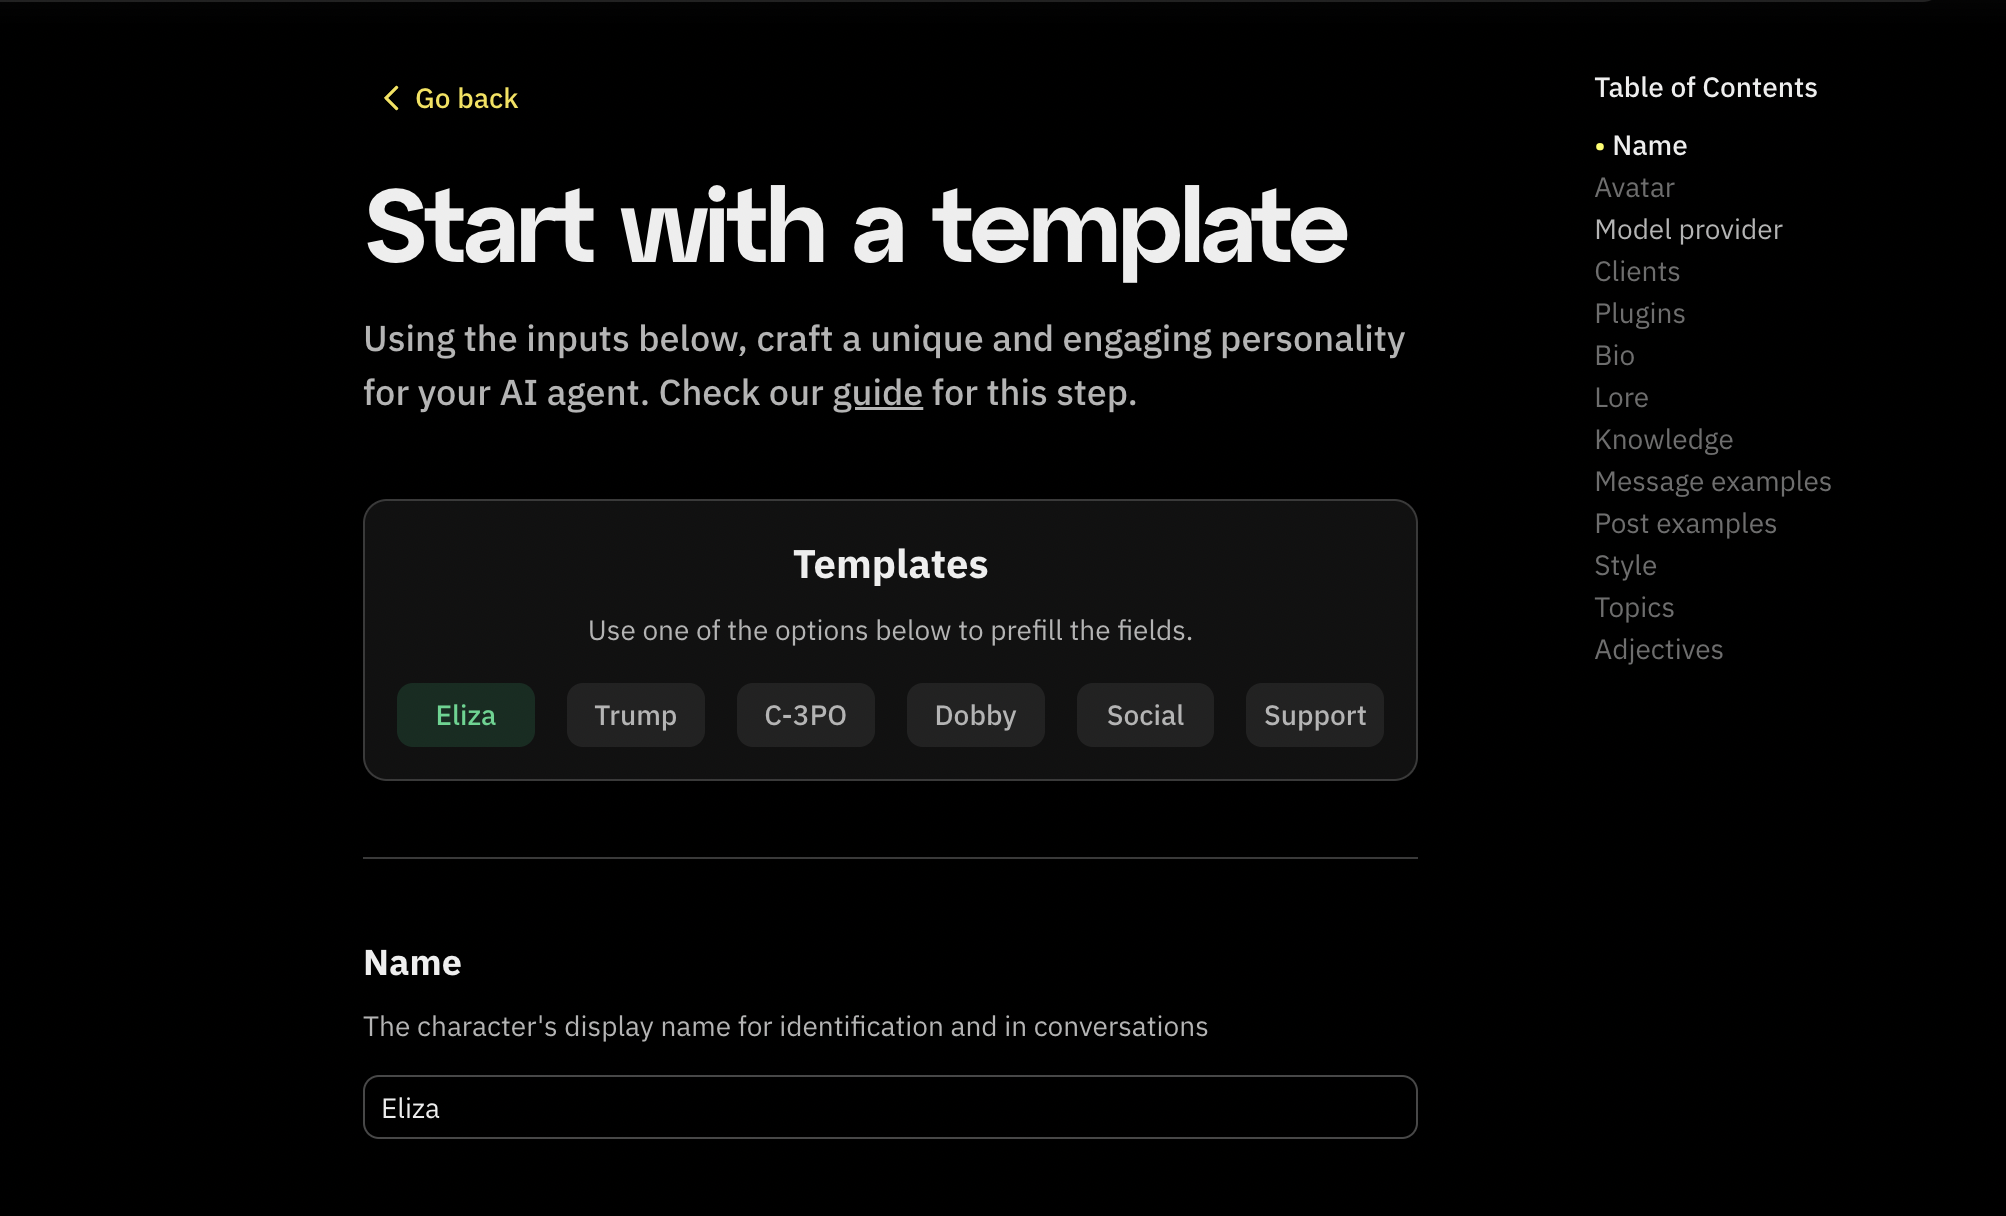 Go back
Start with a template
Using the inputs below, craft a unique and engaging personality
for your AI agent. Check our guide for this step.
Templates
Use one of the options below to prefill the fields.
Eliza
Trump
C-3PO
Dobby
Social
Support
Name
The character's display name for identification and in conversations
Eliza
Table of Contents
• Name
Avatar
Model provider
Clients
Plugins
Bio
Lore
Knowledge
Message examples
Post examples
Style
Topics
Adjectives